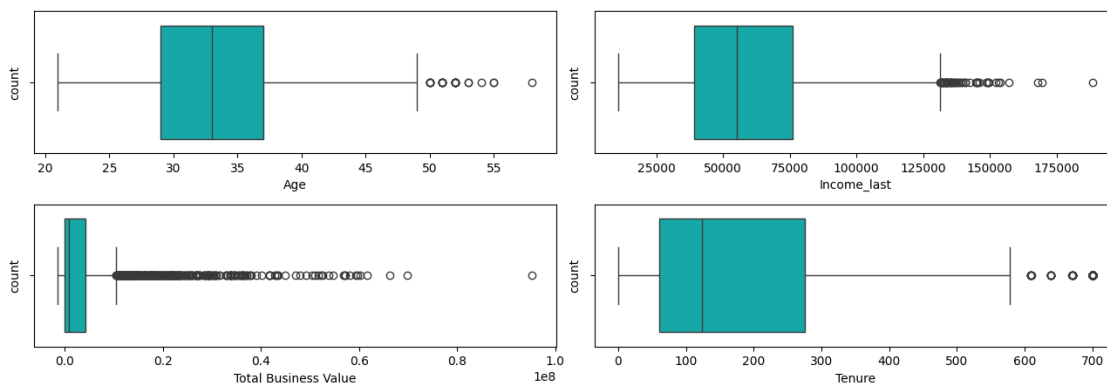 count
20 25 30 35 40 45 50 55
Age
count
25000 50000 75000 100000 125000 150000 175000
Income_last
count
0.0 0.2 0.4 0.6 0.8 1.0
1e8
Total Business Value
count
0 100 200 300 400 500 600 700
Tenure